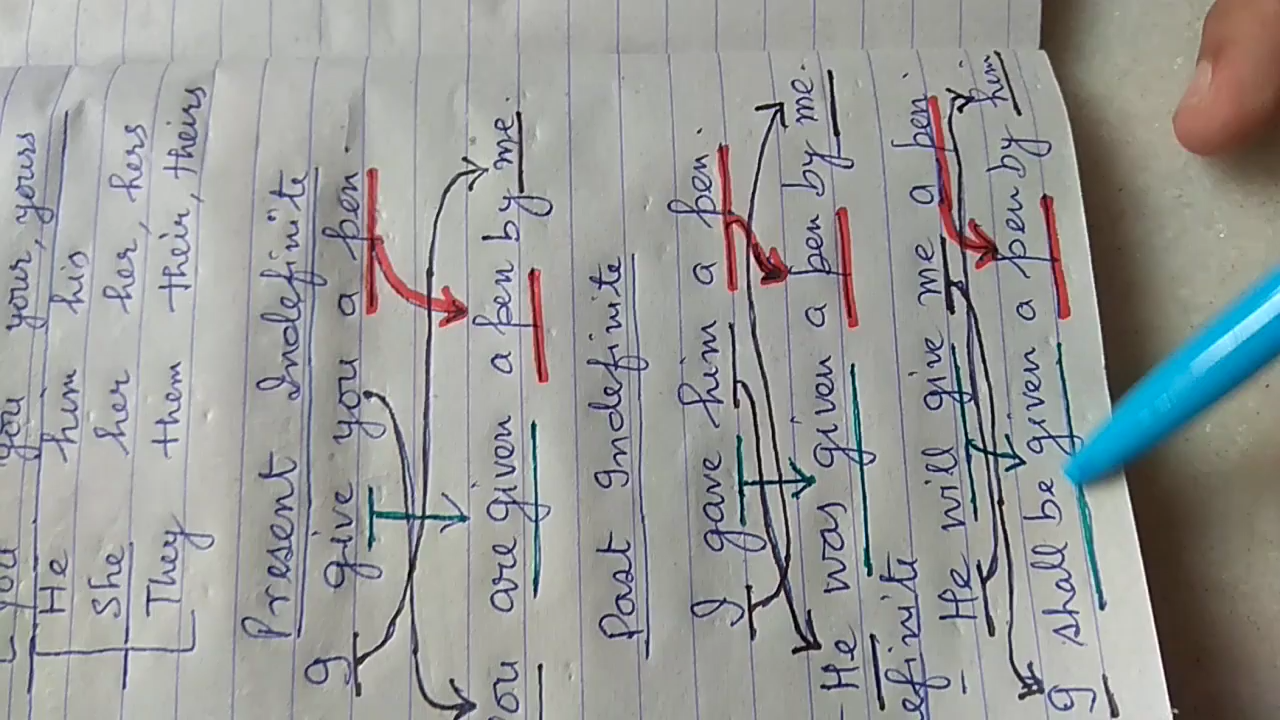 you you your, yours
He him his
She her her, hers
They them their, theirs
Present Indefinite
I give you a pen.
You are given a pen by me.
Past Indefinite
I gave him a pen.
- He was given a pen by me.
efinite
- He will give me a pen.
I shall be given a pen by him.